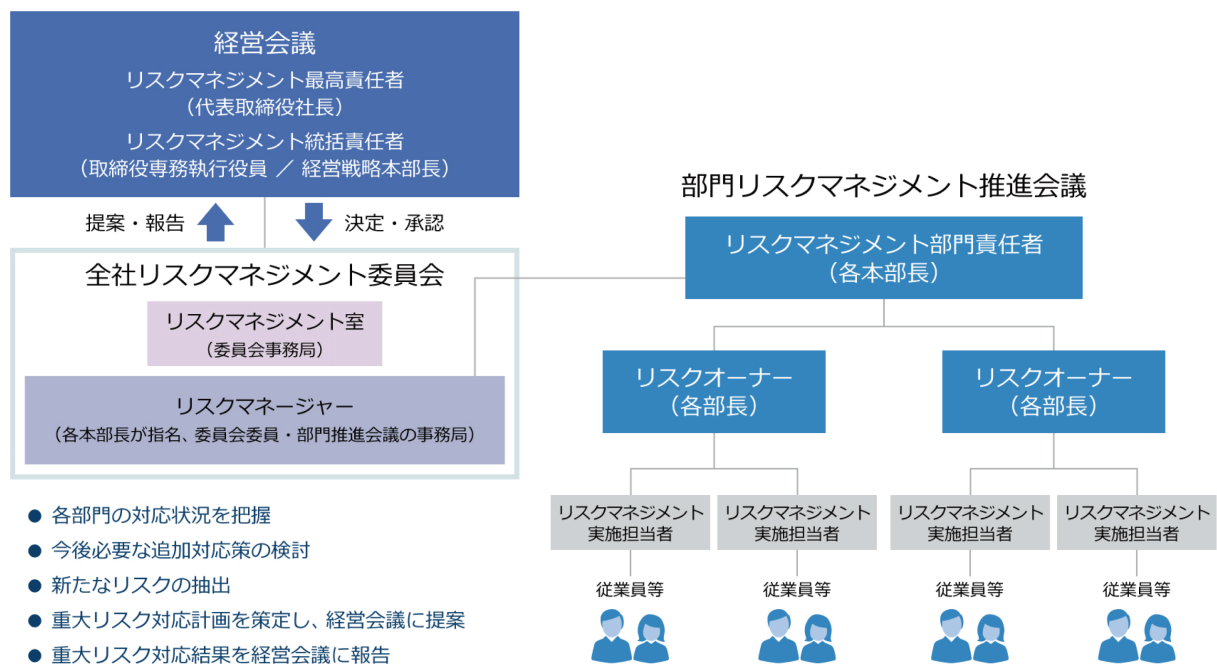 経営会議
リスクマネジメント最高責任者
（代表取締役社長）
リスクマネジメント統括責任者
（取締役専務執行役員 ／ 経営戦略本部長）
提案・報告
決定・承認
全社リスクマネジメント委員会
リスクマネジメント室
（委員会事務局）
リスクマネージャー
（各本部長が指名、委員会委員・部門推進会議の事務局）
● 各部門の対応状況を把握
● 今後必要な追加対応策の検討
● 新たなリスクの抽出
● 重大リスク対応計画を策定し、経営会議に提案
● 重大リスク対応結果を経営会議に報告
部門リスクマネジメント推進会議
リスクマネジメント部門責任者
（各本部長）
リスクオーナー
（各部長）
リスクオーナー
（各部長）
リスクマネジメント
実施担当者
リスクマネジメント
実施担当者
リスクマネジメント
実施担当者
リスクマネジメント
実施担当者
従業員等
従業員等
従業員等
従業員等